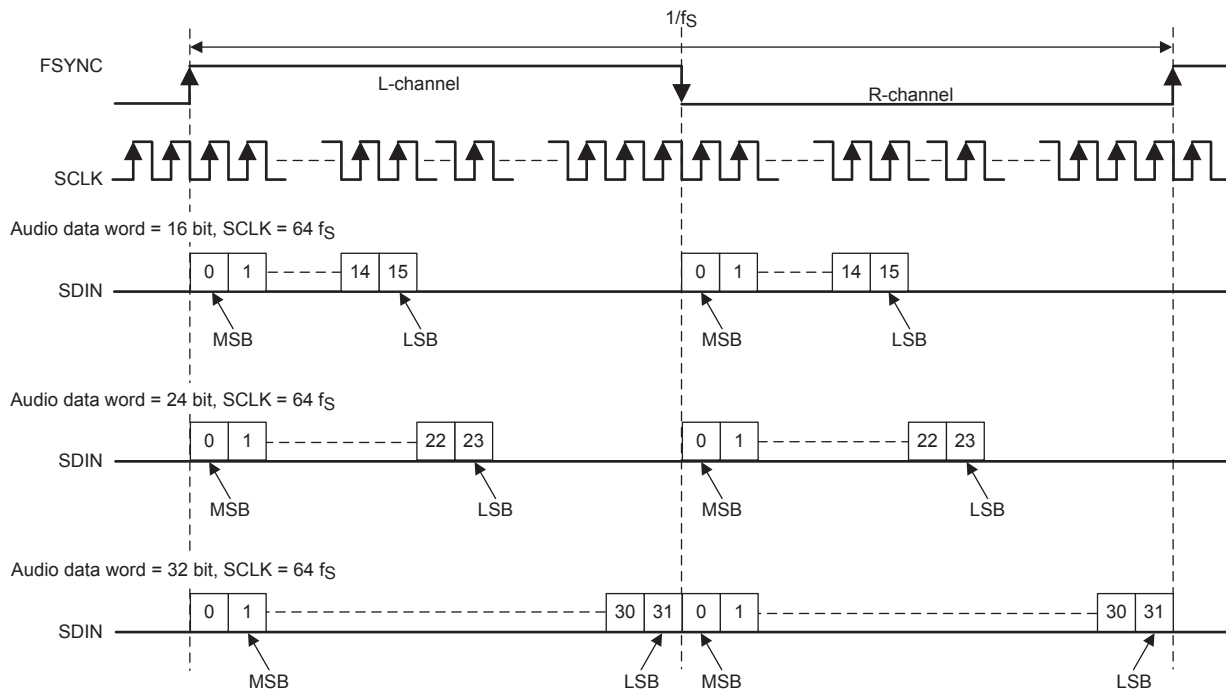 1/fS
FSYNC
L-channel
R-channel
SCLK
Audio data word = 16 bit, SCLK = 64 fS
SDIN
0 1 14 15 0 1 14 15
MSB LSB MSB LSB
Audio data word = 24 bit, SCLK = 64 fS
SDIN
0 1 22 23 0 1 22 23
MSB LSB MSB LSB
Audio data word = 32 bit, SCLK = 64 fS
SDIN
0 1 30 31 0 1 30 31
MSB LSB MSB LSB